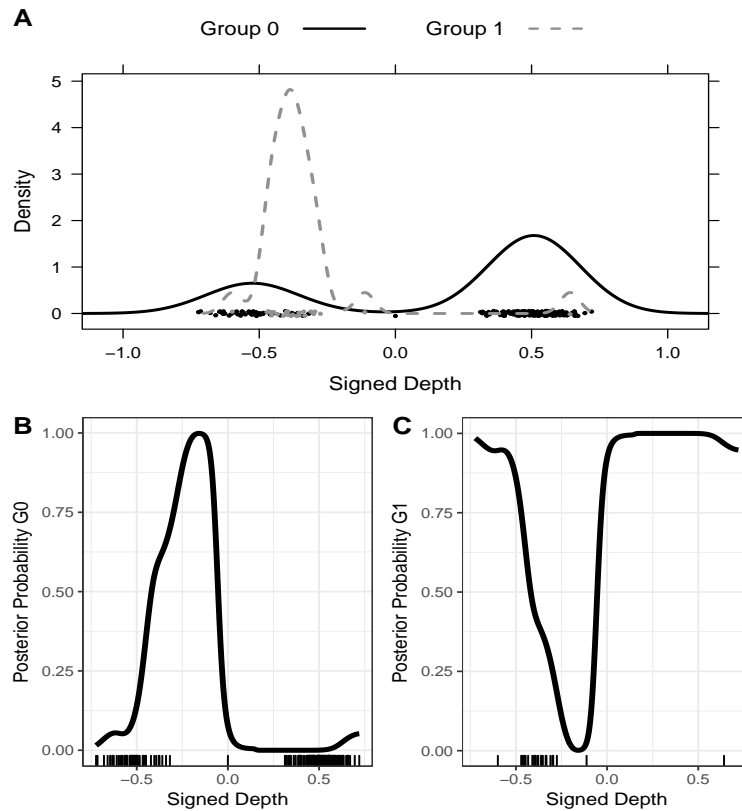 A
Group 0 Group 1
Density
5
4
3
2
1
0
−1.0 −0.5 0.0 0.5 1.0
Signed Depth
B
Posterior Probability G0
1.00
0.75
0.50
0.25
0.00
−0.5 0.0 0.5
Signed Depth
C
Posterior Probability G1
1.00
0.75
0.50
0.25
0.00
−0.5 0.0 0.5
Signed Depth